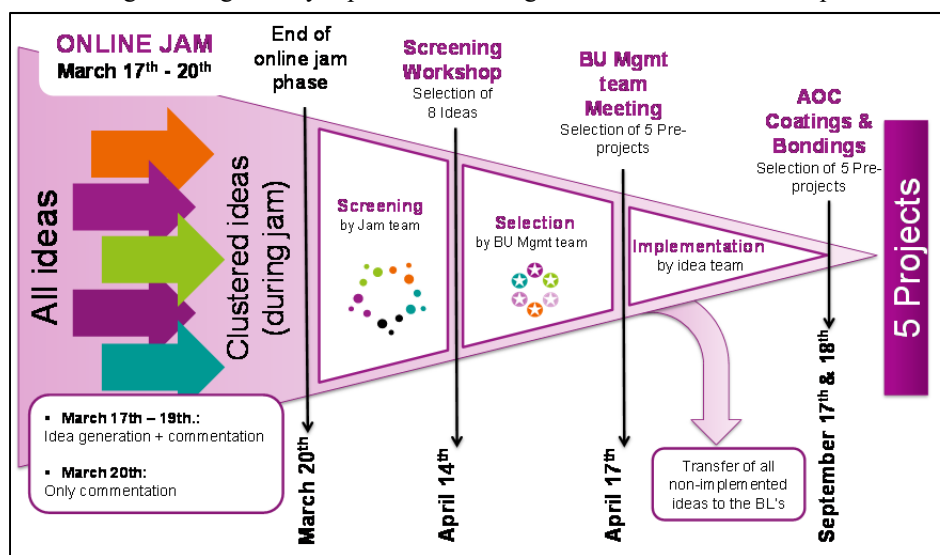 ONLINE JAM
March 17th - 20th
End of
online jam
phase
Screening
Workshop
Selection of
8 Ideas
BU Mgmt
team
Meeting
Selection of 5 Pre-
projects
AOC
Coatings &
Bondings
Selection of 5 Pre-
projects
All ideas
Clustered ideas
(during jam)
Screening
by Jam team
Selection
by BU Mgmt team
Implementation
by idea team
5 Projects
▪ March 17th – 19th.:
Idea generation + commentation
▪ March 20th:
Only commentation
March 20th
April 14th
April 17th
Transfer of all
non-implemented
ideas to the BL's
September 17th & 18th